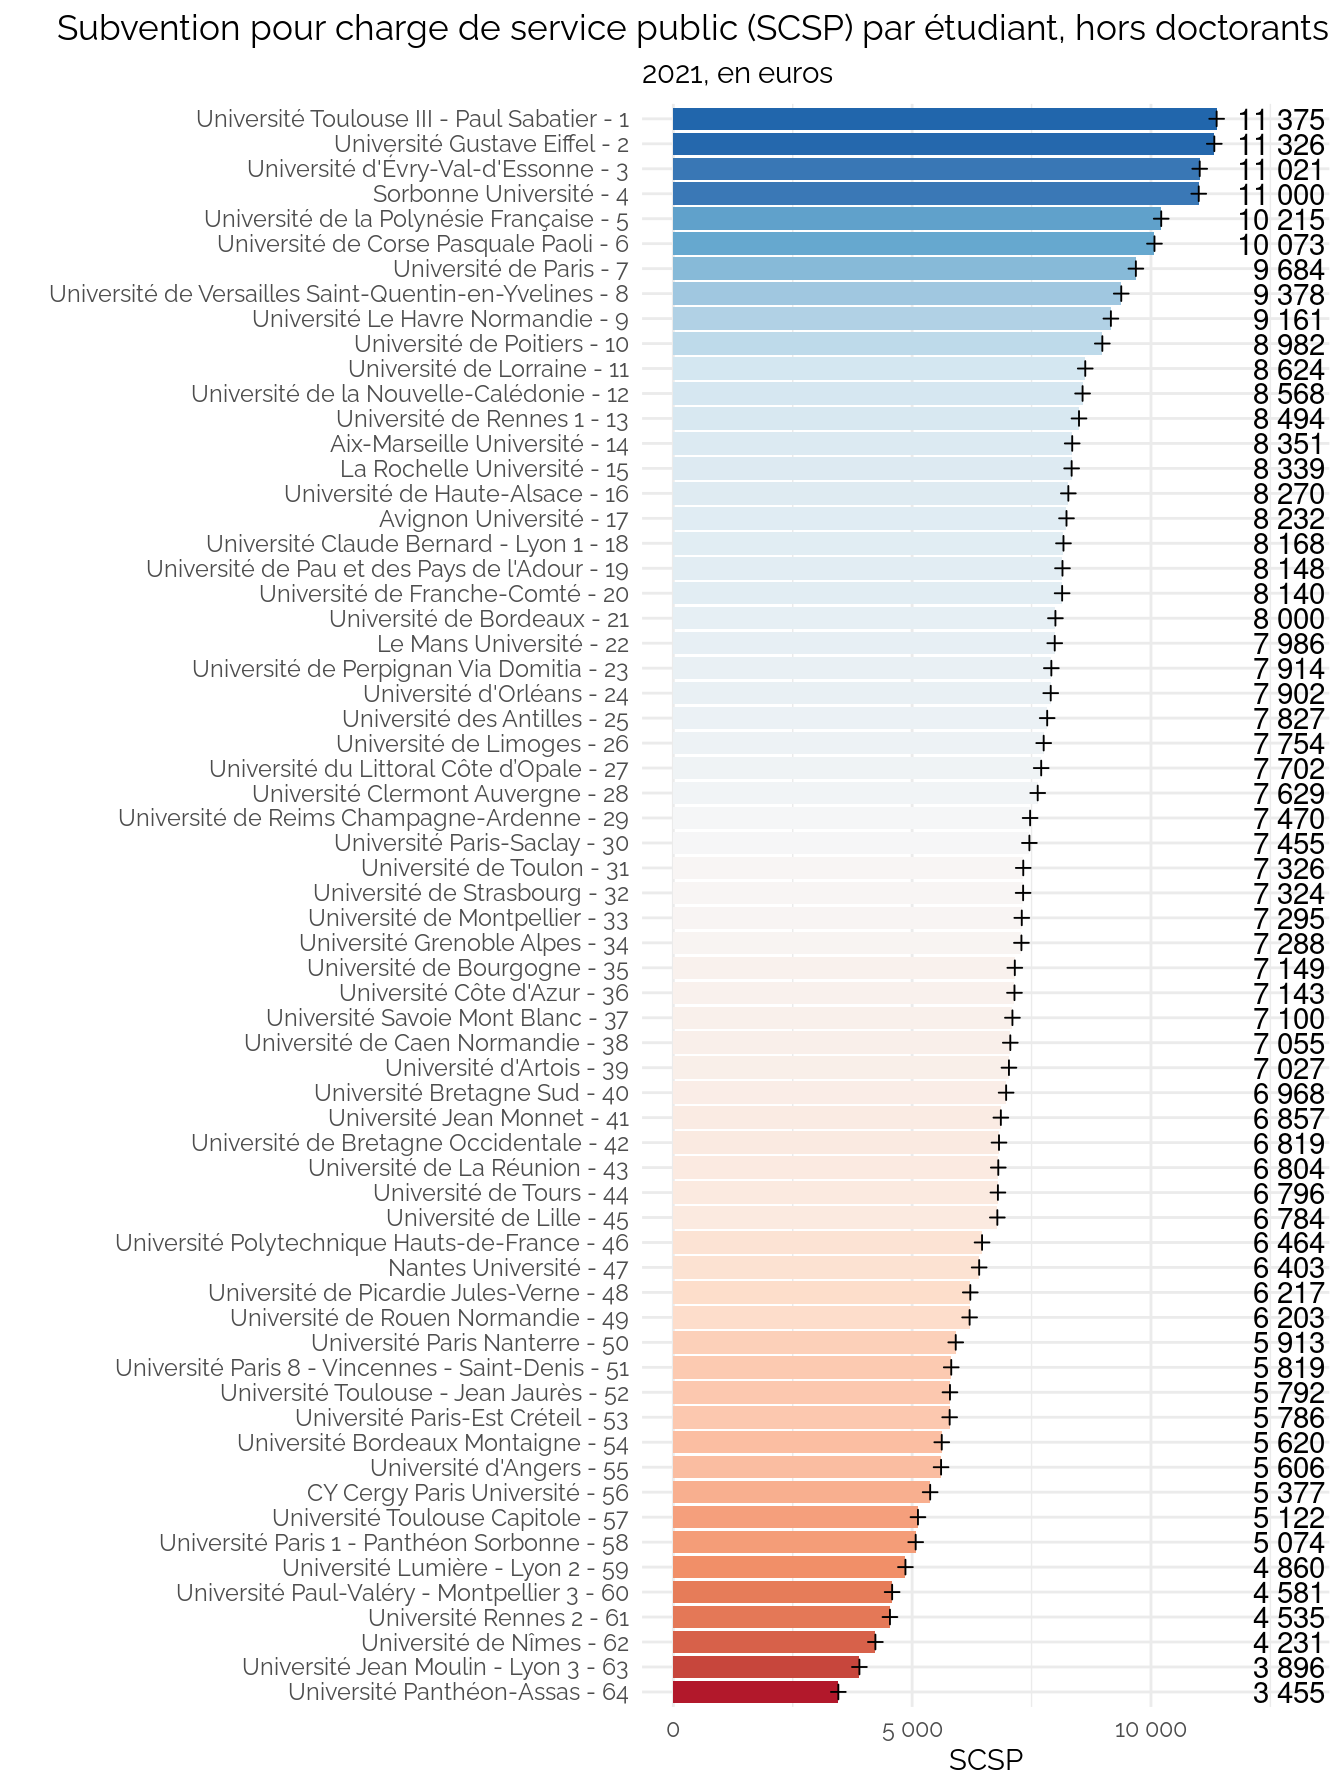 Subvention pour charge de service public (SCSP) par étudiant, hors doctorants
2021, en euros
Université Toulouse III - Paul Sabatier - 1 11 375
Université Gustave Eiffel - 2 11 326
Université d'Évry-Val-d'Essonne - 3 11 021
Sorbonne Université - 4 11 000
Université de la Polynésie Française - 5 10 215
Université de Corse Pasquale Paoli - 6 10 073
Université de Paris - 7 9 684
Université de Versailles Saint-Quentin-en-Yvelines - 8 9 378
Université Le Havre Normandie - 9 9 161
Université de Poitiers - 10 8 982
Université de Lorraine - 11 8 624
Université de la Nouvelle-Calédonie - 12 8 568
Université de Rennes 1 - 13 8 494
Aix-Marseille Université - 14 8 351
La Rochelle Université - 15 8 339
Université de Haute-Alsace - 16 8 270
Avignon Université - 17 8 232
Université Claude Bernard - Lyon 1 - 18 8 168
Université de Pau et des Pays de l'Adour - 19 8 148
Université de Franche-Comté - 20 8 140
Université de Bordeaux - 21 8 000
Le Mans Université - 22 7 986
Université de Perpignan Via Domitia - 23 7 914
Université d'Orléans - 24 7 902
Université des Antilles - 25 7 827
Université de Limoges - 26 7 754
Université du Littoral Côte d’Opale - 27 7 702
Université Clermont Auvergne - 28 7 629
Université de Reims Champagne-Ardenne - 29 7 470
Université Paris-Saclay - 30 7 455
Université de Toulon - 31 7 326
Université de Strasbourg - 32 7 324
Université de Montpellier - 33 7 295
Université Grenoble Alpes - 34 7 288
Université de Bourgogne - 35 7 149
Université Côte d'Azur - 36 7 143
Université Savoie Mont Blanc - 37 7 100
Université de Caen Normandie - 38 7 055
Université d'Artois - 39 7 027
Université Bretagne Sud - 40 6 968
Université Jean Monnet - 41 6 857
Université de Bretagne Occidentale - 42 6 819
Université de La Réunion - 43 6 804
Université de Tours - 44 6 796
Université de Lille - 45 6 784
Université Polytechnique Hauts-de-France - 46 6 464
Nantes Université - 47 6 403
Université de Picardie Jules-Verne - 48 6 217
Université de Rouen Normandie - 49 6 203
Université Paris Nanterre - 50 5 913
Université Paris 8 - Vincennes - Saint-Denis - 51 5 819
Université Toulouse - Jean Jaurès - 52 5 792
Université Paris-Est Créteil - 53 5 786
Université Bordeaux Montaigne - 54 5 620
Université d'Angers - 55 5 606
CY Cergy Paris Université - 56 5 377
Université Toulouse Capitole - 57 5 122
Université Paris 1 - Panthéon Sorbonne - 58 5 074
Université Lumière - Lyon 2 - 59 4 860
Université Paul-Valéry - Montpellier 3 - 60 4 581
Université Rennes 2 - 61 4 535
Université de Nîmes - 62 4 231
Université Jean Moulin - Lyon 3 - 63 3 896
Université Panthéon-Assas - 64 3 455
0 5 000 10 000
SCSP